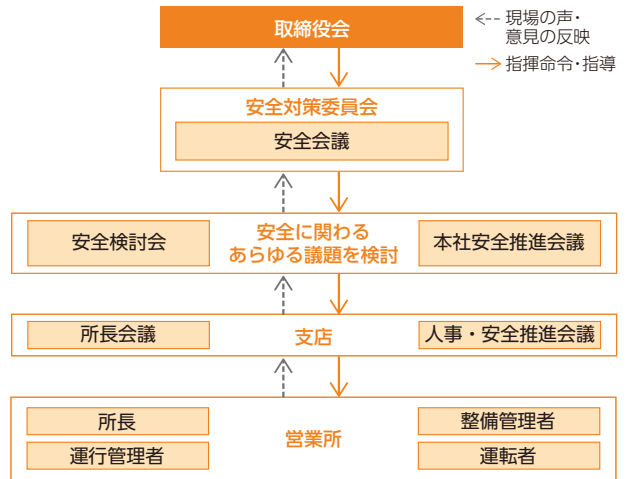 取締役会
現場の声・
意見の反映
指揮命令・指導
安全対策委員会
安全会議
安全検討会
安全に関わる
あらゆる議題を検討
本社安全推進会議
所長会議
支店
人事・安全推進会議
所長
運行管理者
営業所
整備管理者
運転者